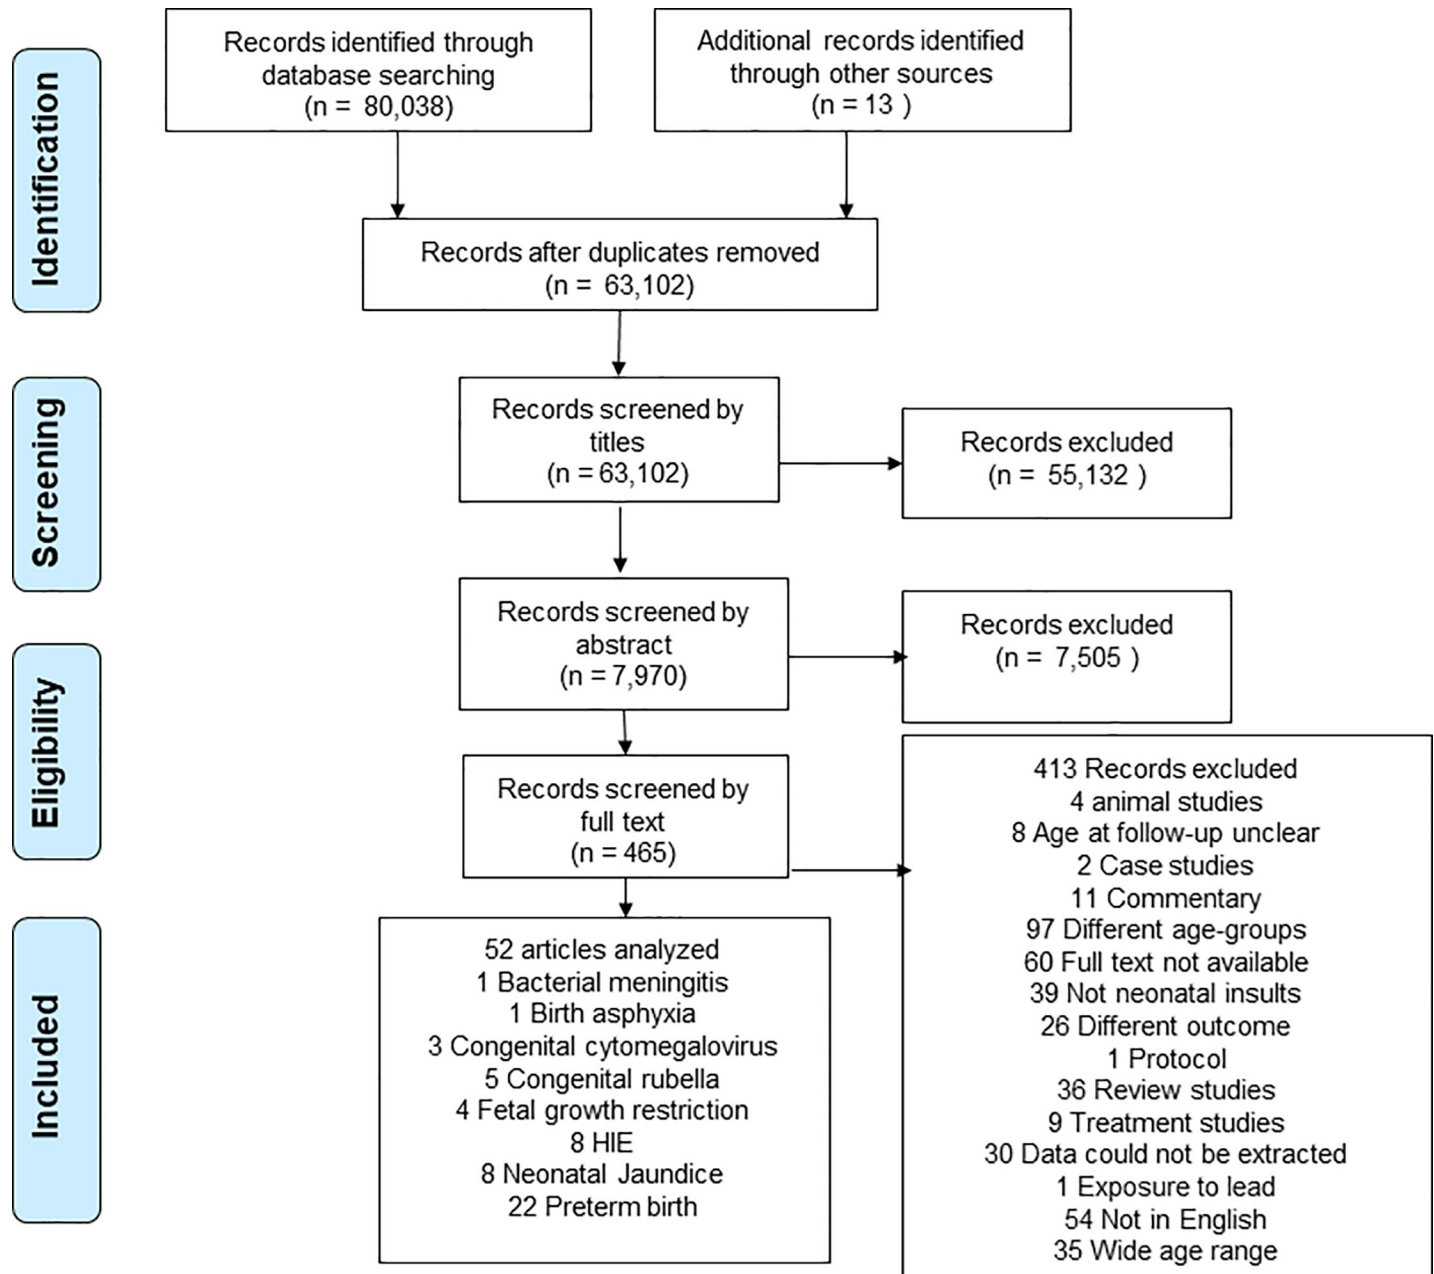 Identification
Records identified through
database searching
(n = 80,038)
Additional records identified
through other sources
(n = 13 )
Records after duplicates removed
(n = 63,102)
Screening
Records screened by
titles
(n = 63,102)
Records excluded
(n = 55,132 )
Records screened by
abstract
(n = 7,970)
Records excluded
(n = 7,505 )
Eligibility
Records screened by
full text
(n = 465)
413 Records excluded
4 animal studies
8 Age at follow-up unclear
2 Case studies
11 Commentary
97 Different age-groups
60 Full text not available
39 Not neonatal insults
26 Different outcome
1 Protocol
36 Review studies
9 Treatment studies
30 Data could not be extracted
1 Exposure to lead
54 Not in English
35 Wide age range
Included
52 articles analyzed
1 Bacterial meningitis
1 Birth asphyxia
3 Congenital cytomegalovirus
5 Congenital rubella
4 Fetal growth restriction
8 HIE
8 Neonatal Jaundice
22 Preterm birth